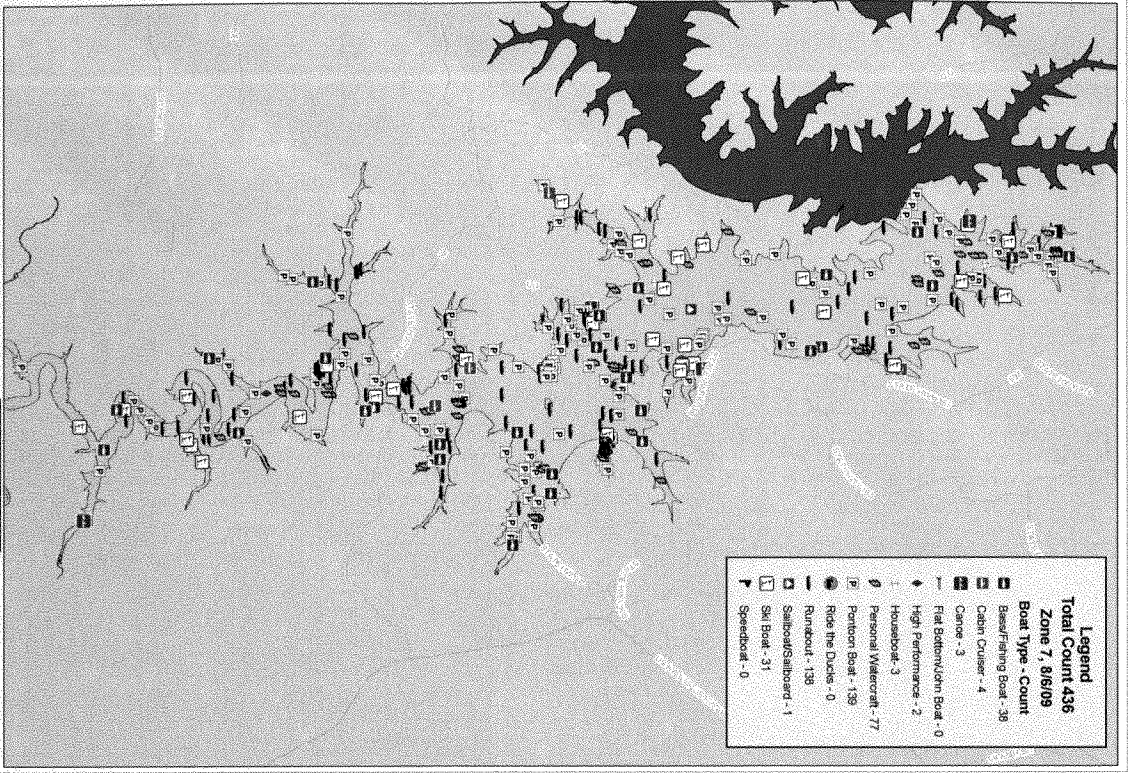 Legend
Total Count 436
Zone 7, 8/6/09
Boat Type - Count
Bass/Fishing Boat - 38
Cabin Cruiser - 4
Canoe - 3
Flat Bottom/John Boat - 0
High Performance - 2
Houseboat- 3
Personal Watercraft - 77
Pontoon Boat - 139
Ride the Ducks - 0
Runabout - 138
Sailboat/Sailboard - 1
Ski Boat - 31
Speedboat - 0